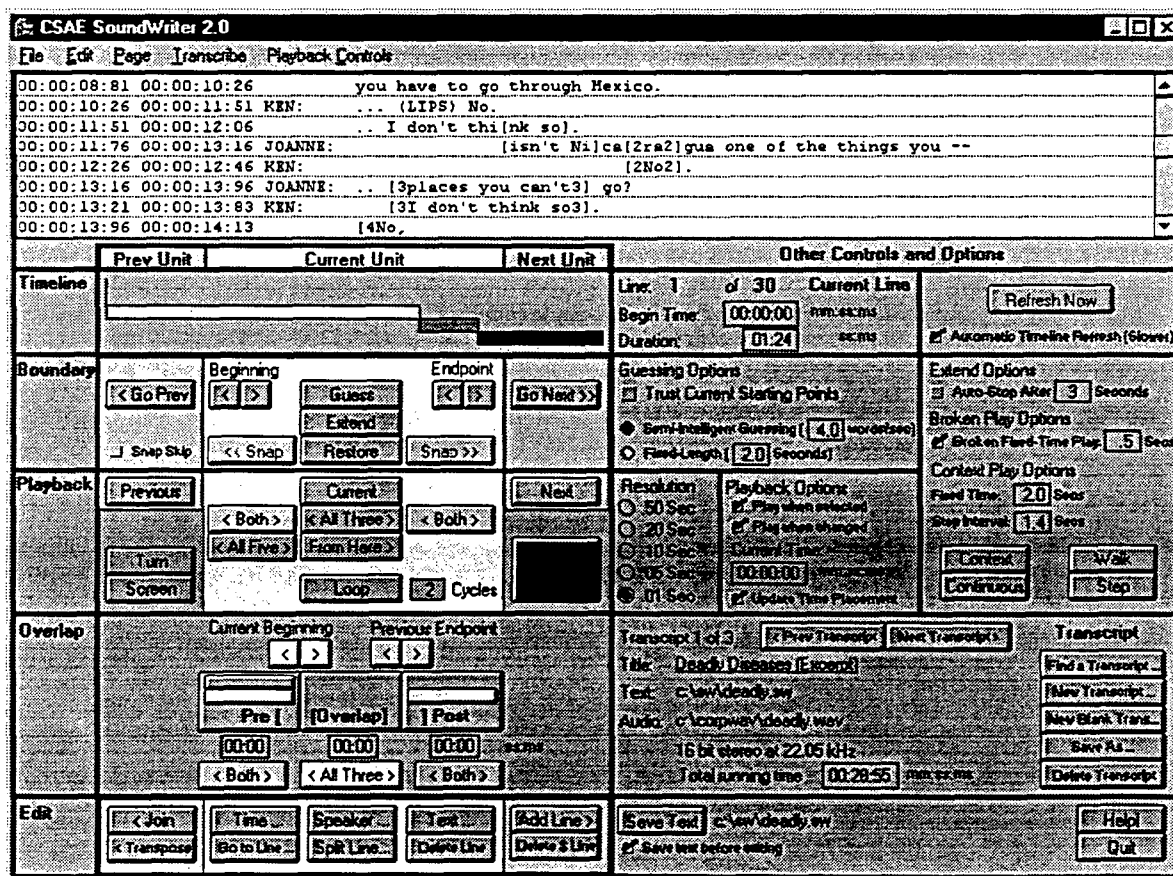 CSAE SoundWriter 2.0
File Edit Page Transcribe Playback Controls
00:00:08:81 00:00:10:26 you have to go through Mexico.
00:00:10:26 00:00:11:51 KEN: ... (LIPS) No.
00:00:11:51 00:00:12:06 .. I don't thi[nk so].
00:00:11:76 00:00:13:16 JOANNE: [isn't Ni]ca[2ra2]gua one of the things you --
00:00:12:26 00:00:12:46 KEN: [2No2].
00:00:13:16 00:00:13:96 JOANNE: .. [3places you can't3] go?
00:00:13:21 00:00:13:83 KEN: [3I don't think so3].
00:00:13:96 00:00:14:13 [4No,
Prev Unit Current Unit Next Unit Other Controls and Options
Timeline
Line: 1 of 30 Current Line
Begin Time: 00:00:00 mm:ss:ms
Duration: 01:24 ss:ms
Refresh Now
Automatic Timeline Refresh (Slower)
Boundary
Beginning Endpoint
< Go Prev < > Guess < > Go Next >>
Extend
Snap Skip << Snap Restore Snap >>
Guessing Options
Trust Current Starting Points
Semi-Intelligent Guessing ( 4.0 words/sec)
Fixed-Length ( 2.0 Seconds)
Extend Options
Auto-Stop After 3 Seconds
Broken Play Options
Broken Fixed-Time Play: .5 Secs
Context Play Options
Fixed Time: 2.0 Secs
Step Interval: 1.4 Secs
Context Walk
Continuous Step
Playback
Previous Current Next
< Both > < All Three > < Both >
< All Five > From Here >
Turn
Screen Loop 2 Cycles
Resolution
.50 Sec
.20 Sec
.10 Sec
.05 Sec
.01 Sec
Playback Options
Play when selected
Play when changed
Current Time:
00:00:00
Update Time Placement
Overlap
Current Beginning Previous Endpoint
< > < >
Pre [ [Overlap] ] Post
00:00 00:00 00:00 ss:ms
< Both > < All Three > < Both >
Transcript 1 of 3 < Prev Transcript Next Transcript > Transcript
Title: Deadly Diseases (Excerpt)
Text: c:\sw\deadly.sw
Audio: c:\corpwav\deadly.wav
16 bit stereo at 22.05 kHz
Total running time 00:28:55 mm:ss:ms
Find a Transcript ...
New Transcript ...
New Blank Trans...
Save As ...
Delete Transcript
Edit
< Join Time ... Speaker ... Text ... Add Line >
< Transpose Go to Line ... Split Line ... Delete Line Delete $ Line
Save Text c:\sw\deadly.sw
Save text before exiting
Help!
Quit